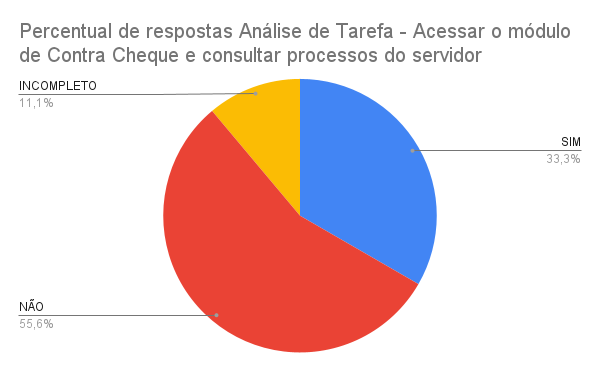 Percentual de respostas Análise de Tarefa - Acessar o módulo
de Contra Cheque e consultar processos do servidor
INCOMPLETO
11,1%
SIM
33,3%
NÃO
55,6%